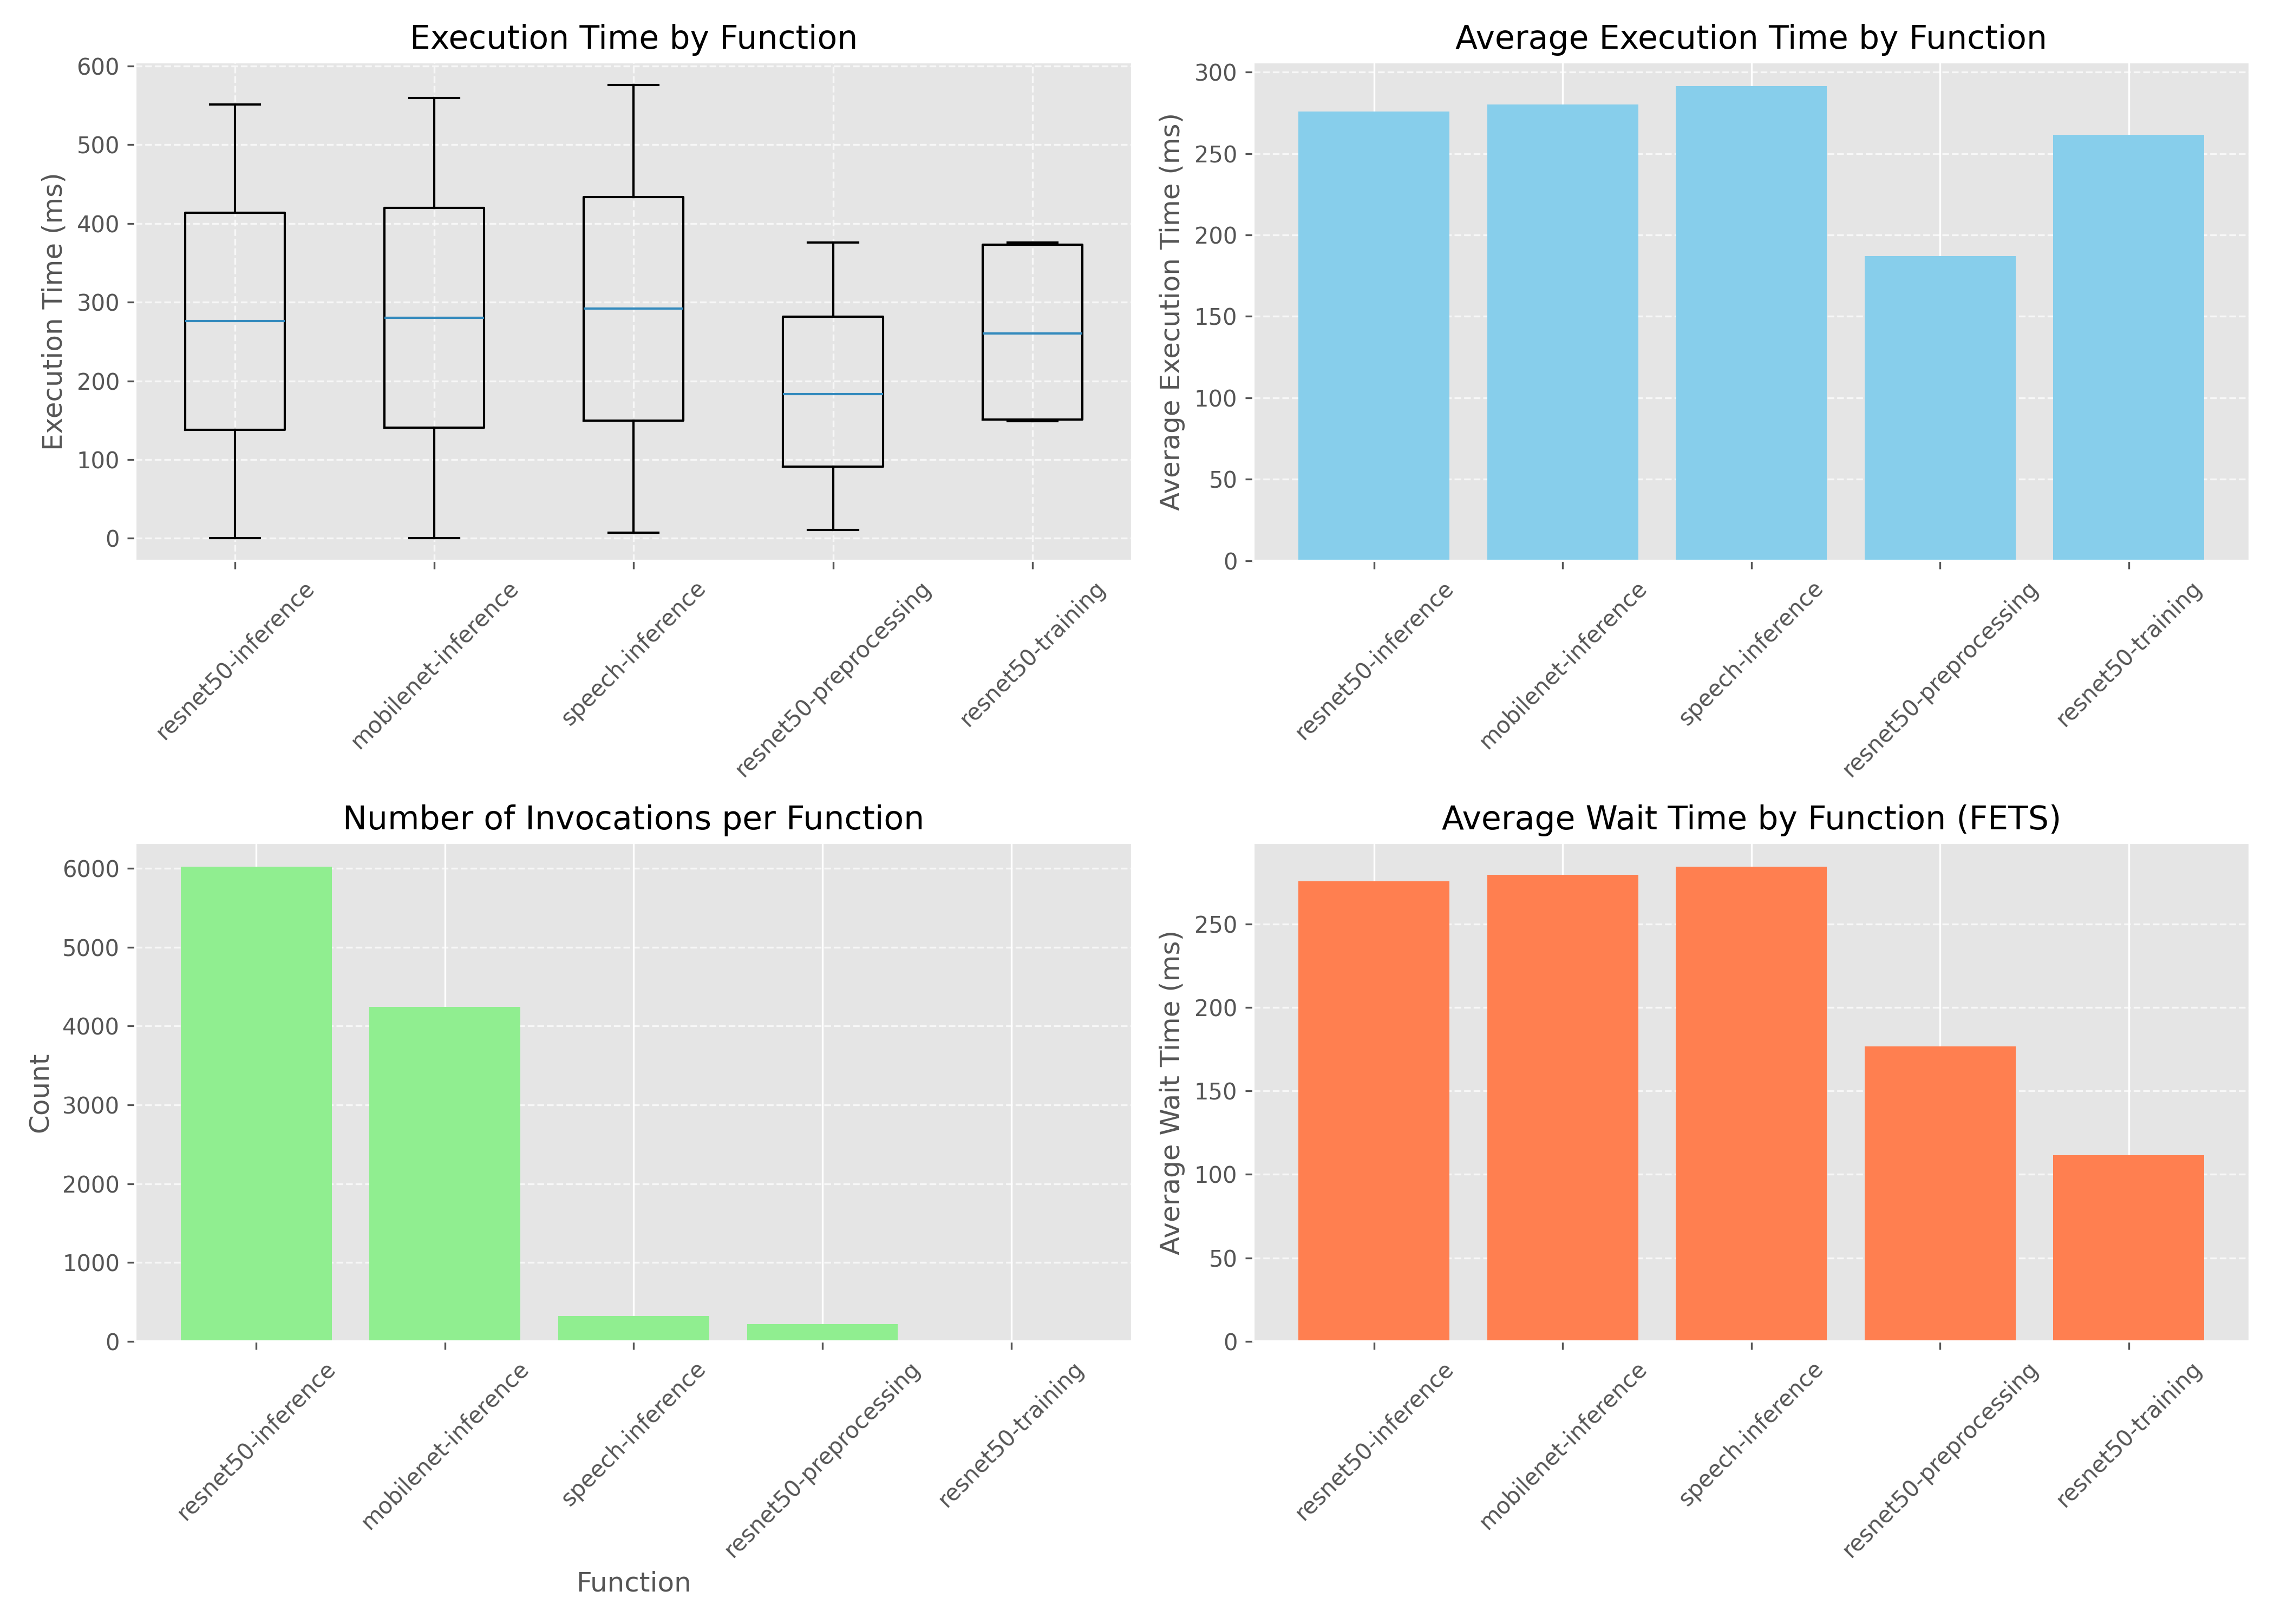 Execution Time by Function
Execution Time (ms)
600
500
400
300
200
100
0
resnet50-inference
mobilenet-inference
speech-inference
resnet50-preprocessing
resnet50-training
Average Execution Time by Function
Average Execution Time (ms)
300
250
200
150
100
50
0
resnet50-inference
mobilenet-inference
speech-inference
resnet50-preprocessing
resnet50-training
Number of Invocations per Function
Count
6000
5000
4000
3000
2000
1000
0
resnet50-inference
mobilenet-inference
speech-inference
resnet50-preprocessing
resnet50-training
Function
Average Wait Time by Function (FETS)
Average Wait Time (ms)
250
200
150
100
50
0
resnet50-inference
mobilenet-inference
speech-inference
resnet50-preprocessing
resnet50-training